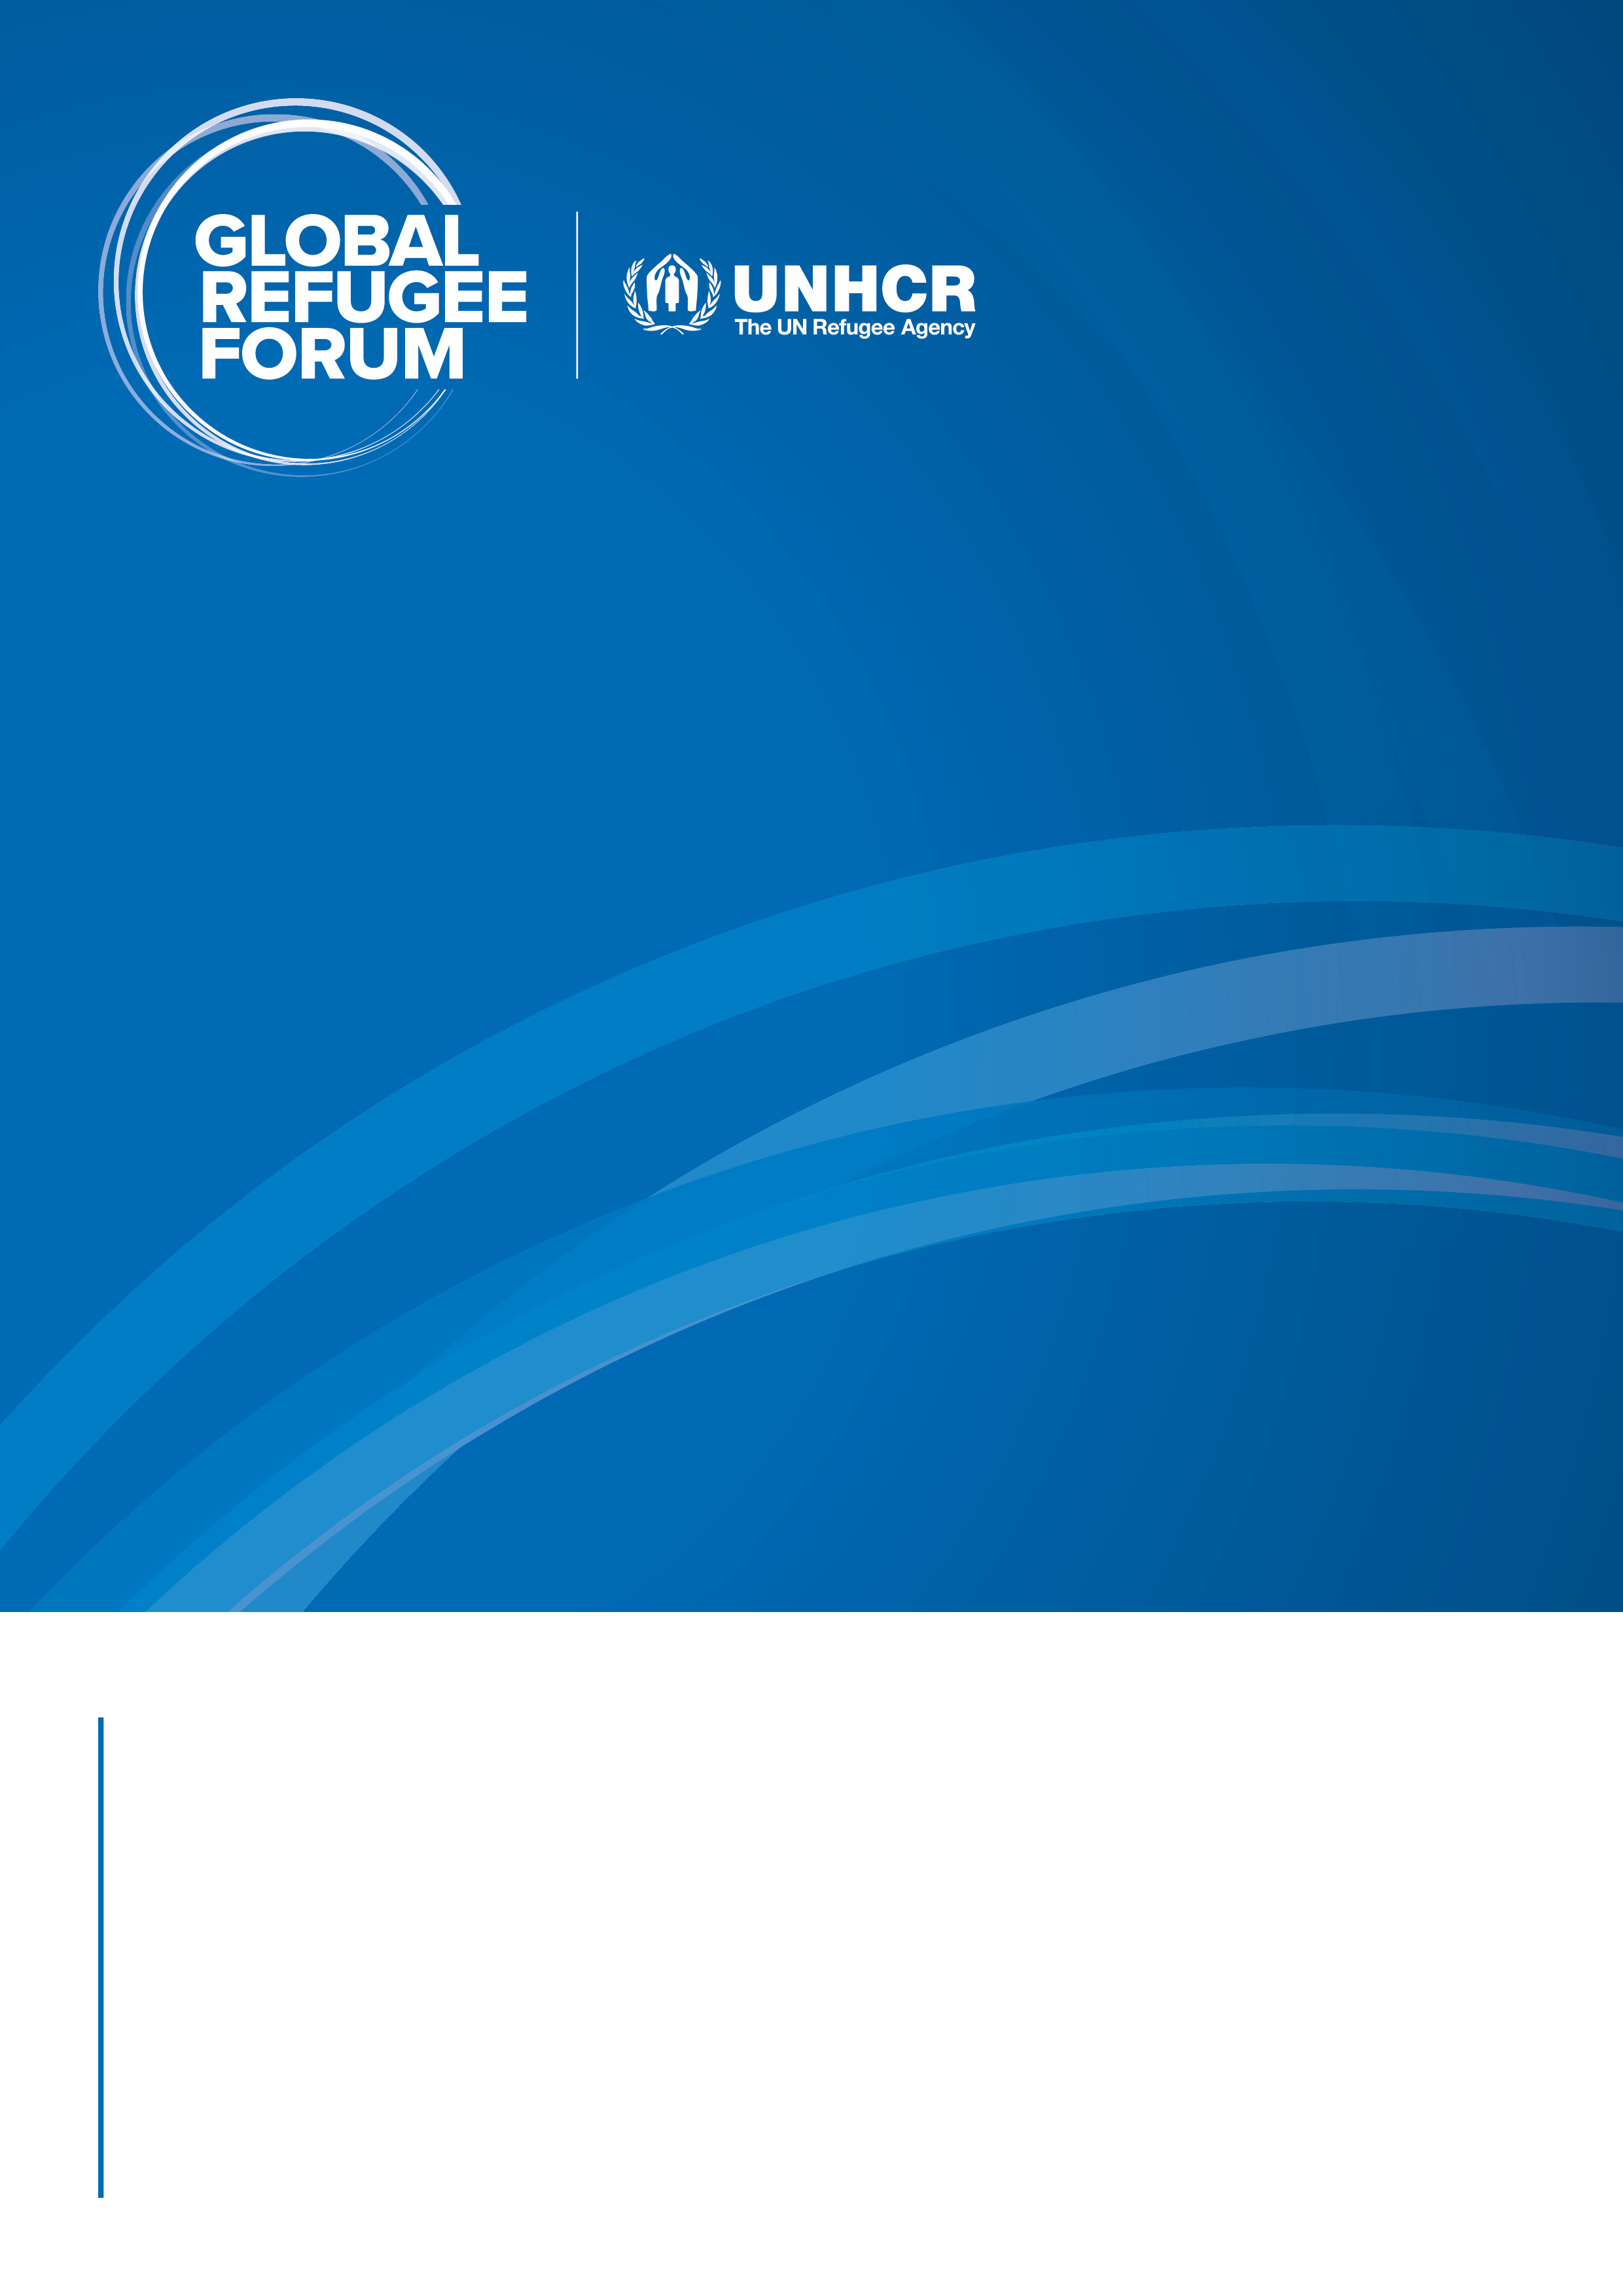 GLOBAL
REFUGEE
FORUM
UNHCR
The UN Refugee Agency